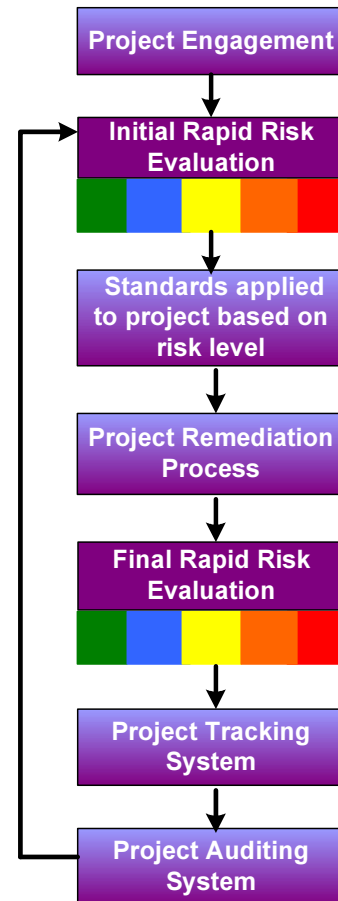 Project Engagement
Initial Rapid Risk
Evaluation
Standards applied
to project based on
risk level
Project Remediation
Process
Final Rapid Risk
Evaluation
Project Tracking
System
Project Auditing
System